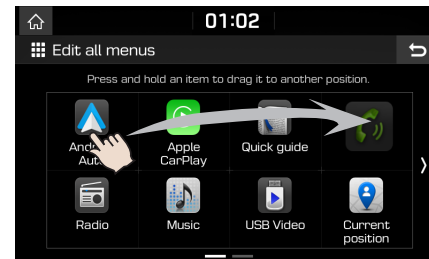 01:02
Edit all menus
Press and hold an item to drag it to another position.
Apple
CarPlay
Quick guide
Radio
Music
USB Video
Current
position